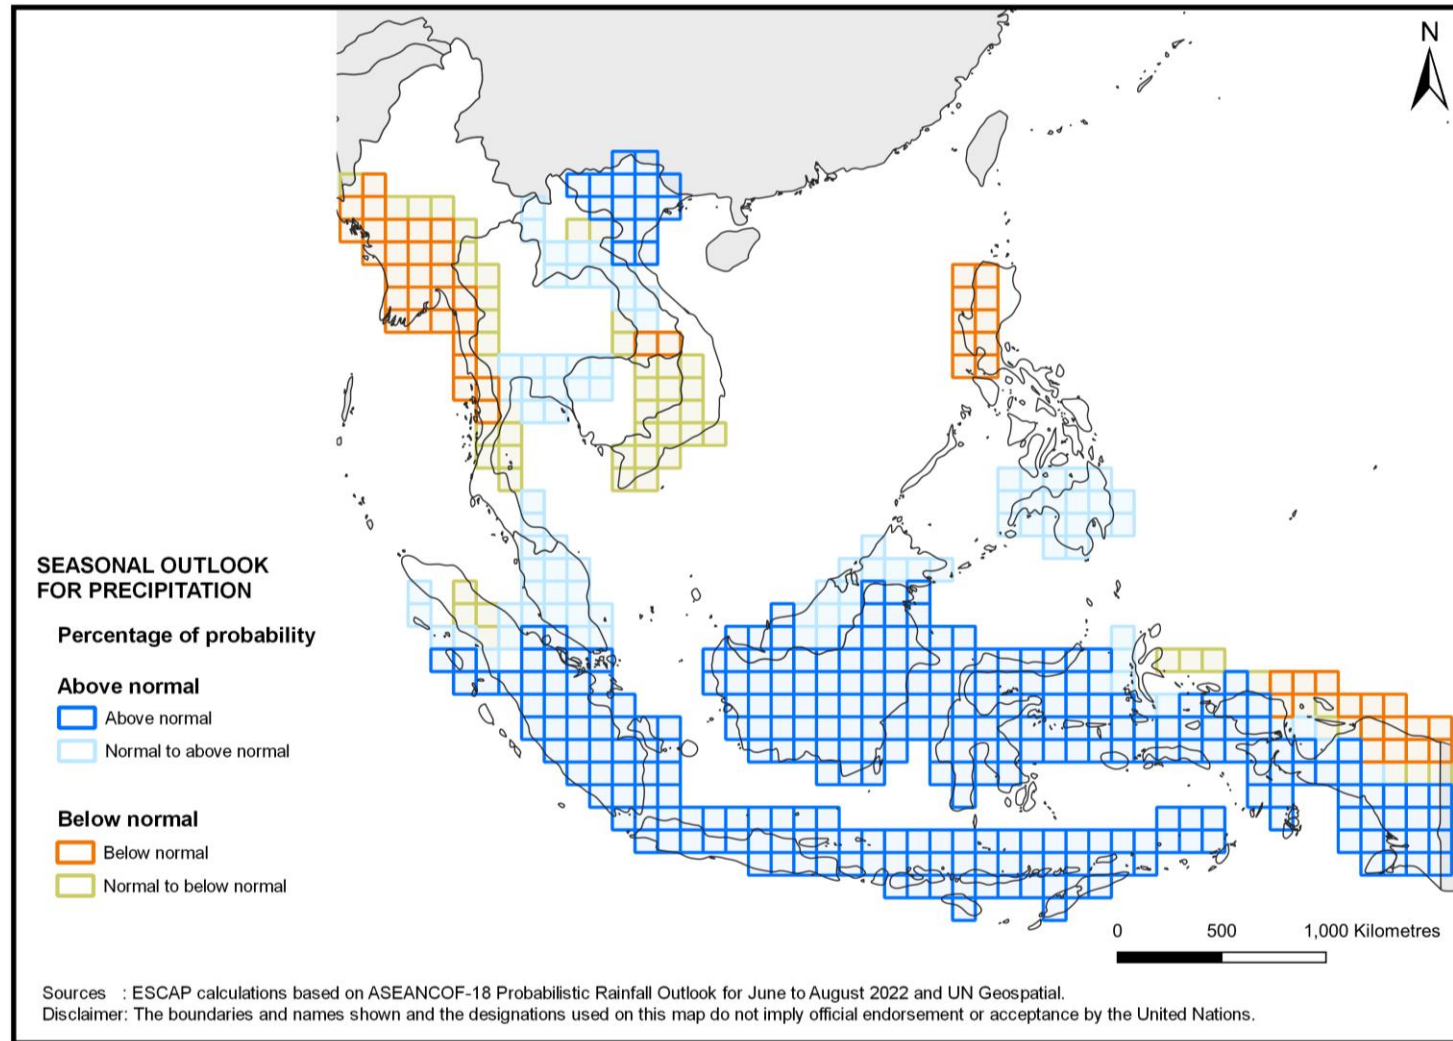 N
SEASONAL OUTLOOK
FOR PRECIPITATION
Percentage of probability
Above normal
Above normal
Normal to above normal
Below normal
Below normal
Normal to below normal
0 500 1,000 Kilometres
Sources : ESCAP calculations based on ASEANCOF-18 Probabilistic Rainfall Outlook for June to August 2022 and UN Geospatial.
Disclaimer: The boundaries and names shown and the designations used on this map do not imply official endorsement or acceptance by the United Nations.